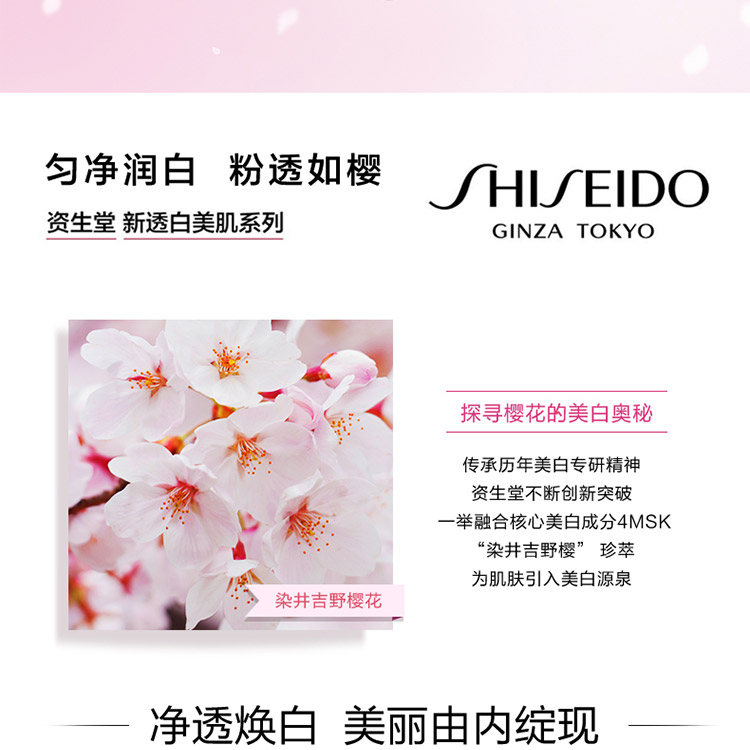 匀净润白 粉透如樱
资生堂 新透白美肌系列
SHISEIDO
GINZA TOKYO
探寻樱花的美白奥秘
传承历年美白专研精神
资生堂不断创新突破
一举融合核心美白成分4MSK
“染井吉野樱” 珍萃
为肌肤引入美白源泉
染井吉野樱花
净透焕白 美丽由内绽现